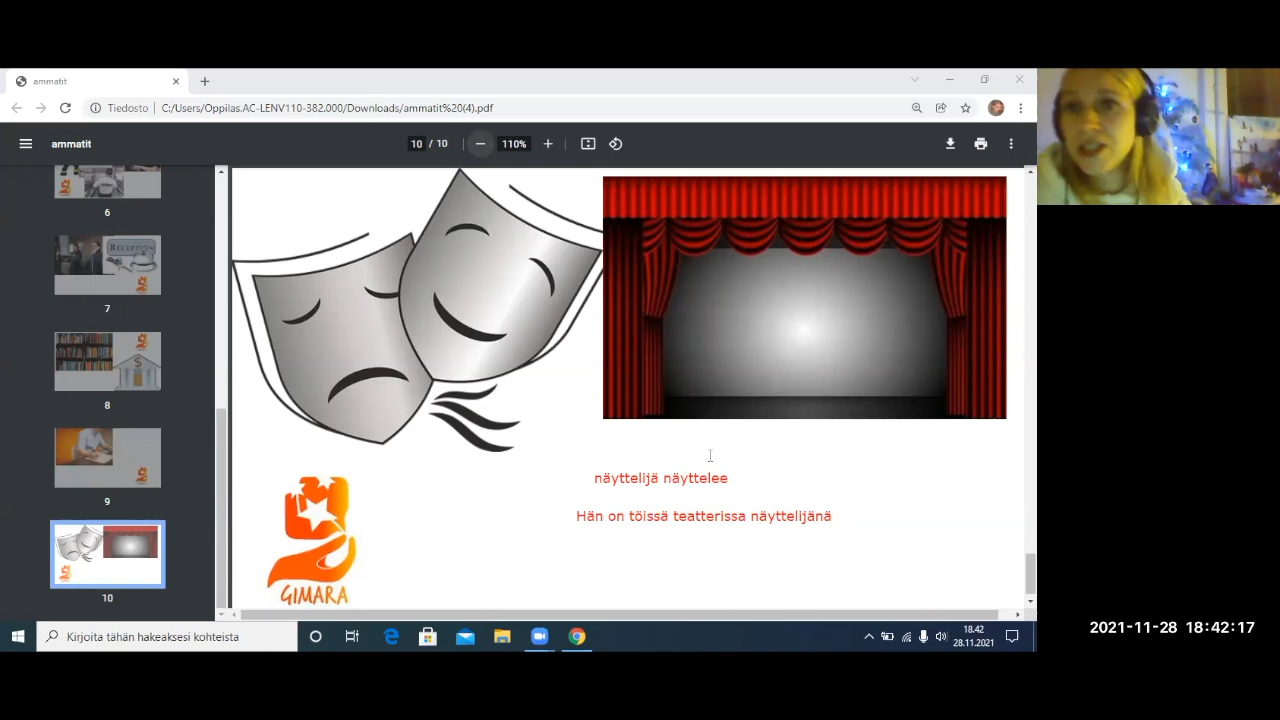 ammatit
Tiedosto
C:/Users/Oppilas.AC-LENV110-382.000/Downloads/ammatit%20(4).pdf
ammatit
10 / 10
110%
6
RECEPTION
7
$
8
9
10
näyttelijä näyttelee
Hän on töissä teatterissa näyttelijänä
GIMARA
Kirjoita tähän hakeaksesi kohteista
18.42
28.11.2021
2021-11-28 18:42:17